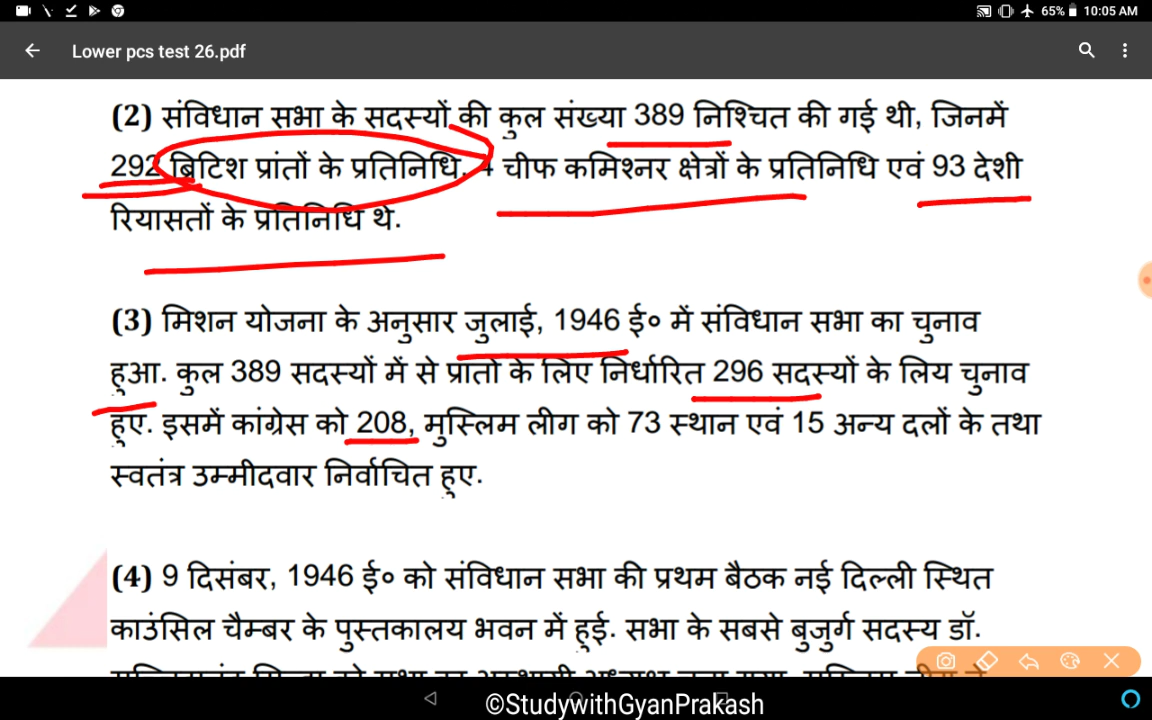 65% 10:05 AM
Lower pcs test 26.pdf
(2) संविधान सभा के सदस्यों की कुल संख्या 389 निश्चित की गई थी, जिनमें
292 ब्रिटिश प्रांतों के प्रतिनिधि, 4 चीफ कमिश्नर क्षेत्रों के प्रतिनिधि एवं 93 देशी
रियासतों के प्रतिनिधि थे.
(3) मिशन योजना के अनुसार जुलाई, 1946 ई० में संविधान सभा का चुनाव
हुआ. कुल 389 सदस्यों में से प्रांतो के लिए निर्धारित 296 सदस्यों के लिय चुनाव
हुए. इसमें कांग्रेस को 208, मुस्लिम लीग को 73 स्थान एवं 15 अन्य दलों के तथा
स्वतंत्र उम्मीदवार निर्वाचित हुए.
(4) 9 दिसंबर, 1946 ई० को संविधान सभा की प्रथम बैठक नई दिल्ली स्थित
काउंसिल चैम्बर के पुस्तकालय भवन में हुई. सभा के सबसे बुजुर्ग सदस्य डॉ.
©StudywithGyanPrakash